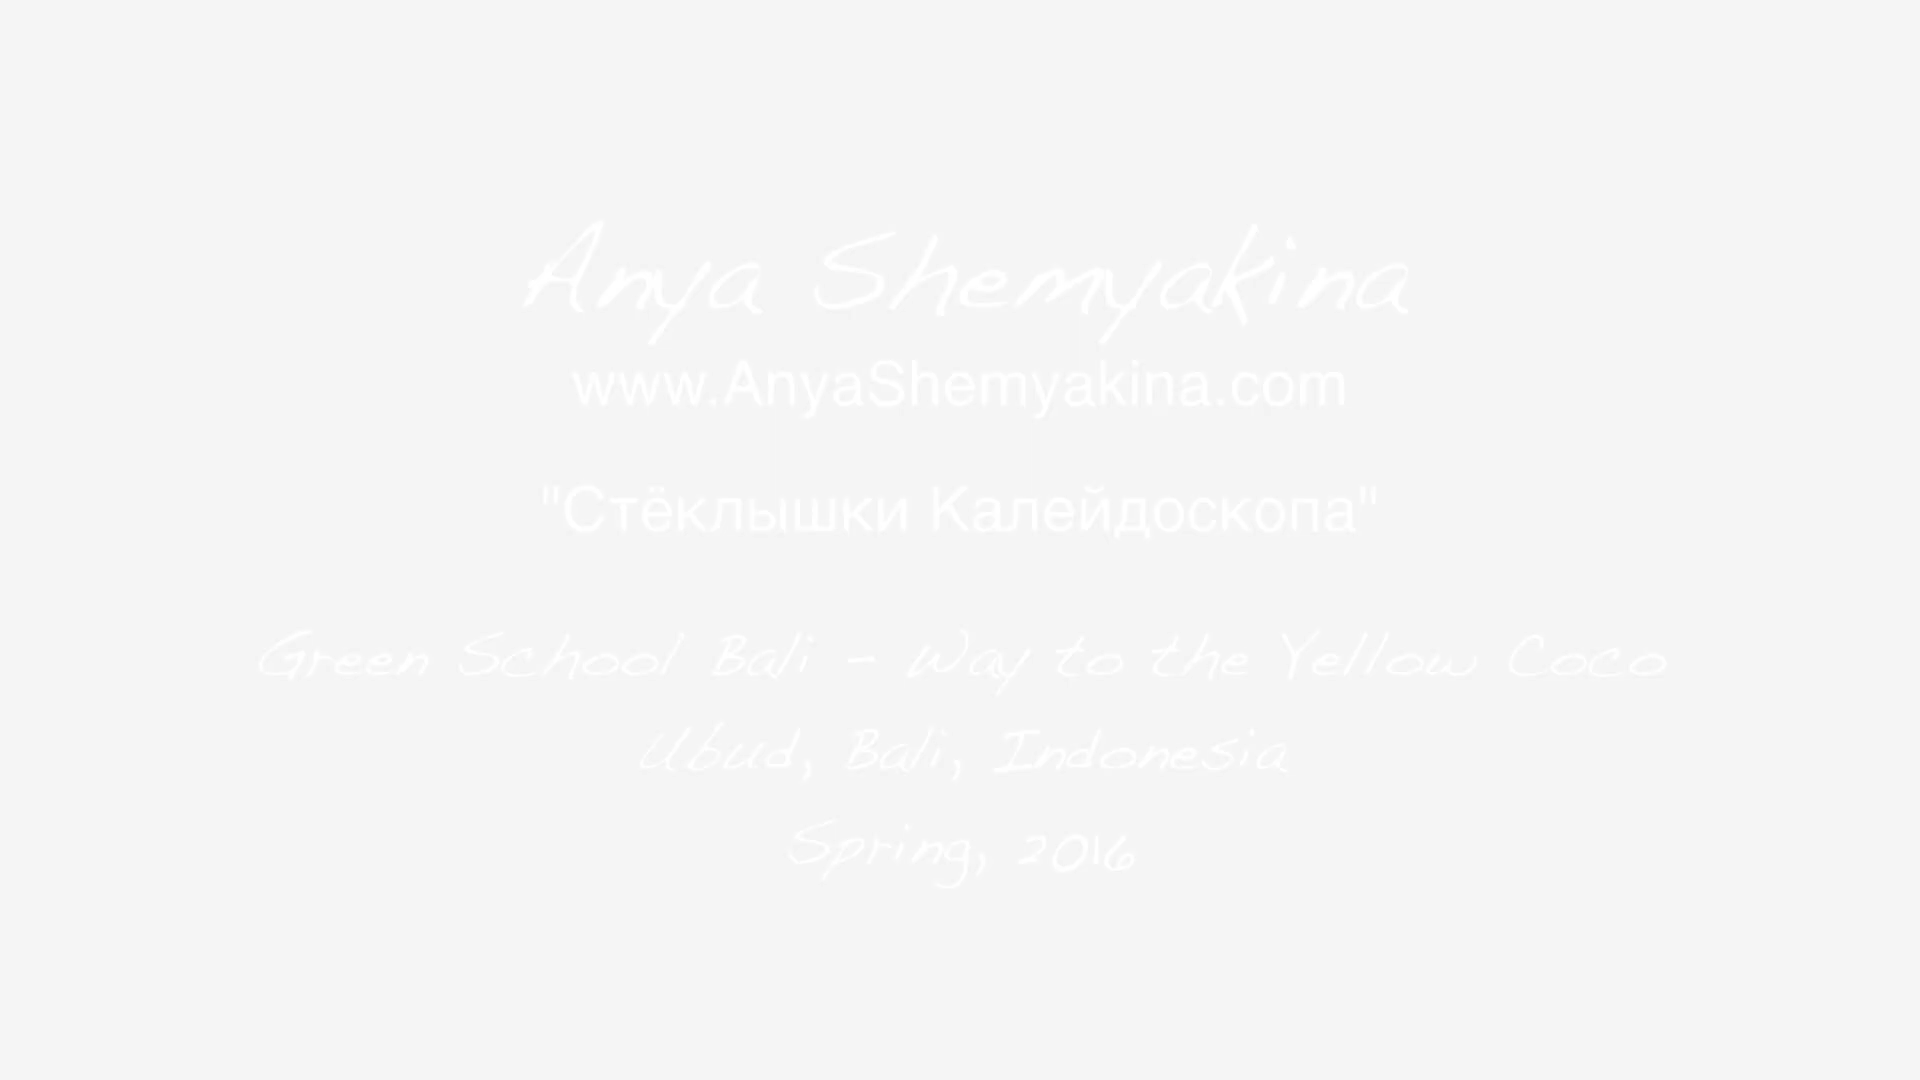 Anya Shemyakina
www.AnyaShemyakina.com
"Стёклышки Калейдоскопа"
Green School Bali - Way to the Yellow Coco
Ubud, Bali, Indonesia
Spring, 2016